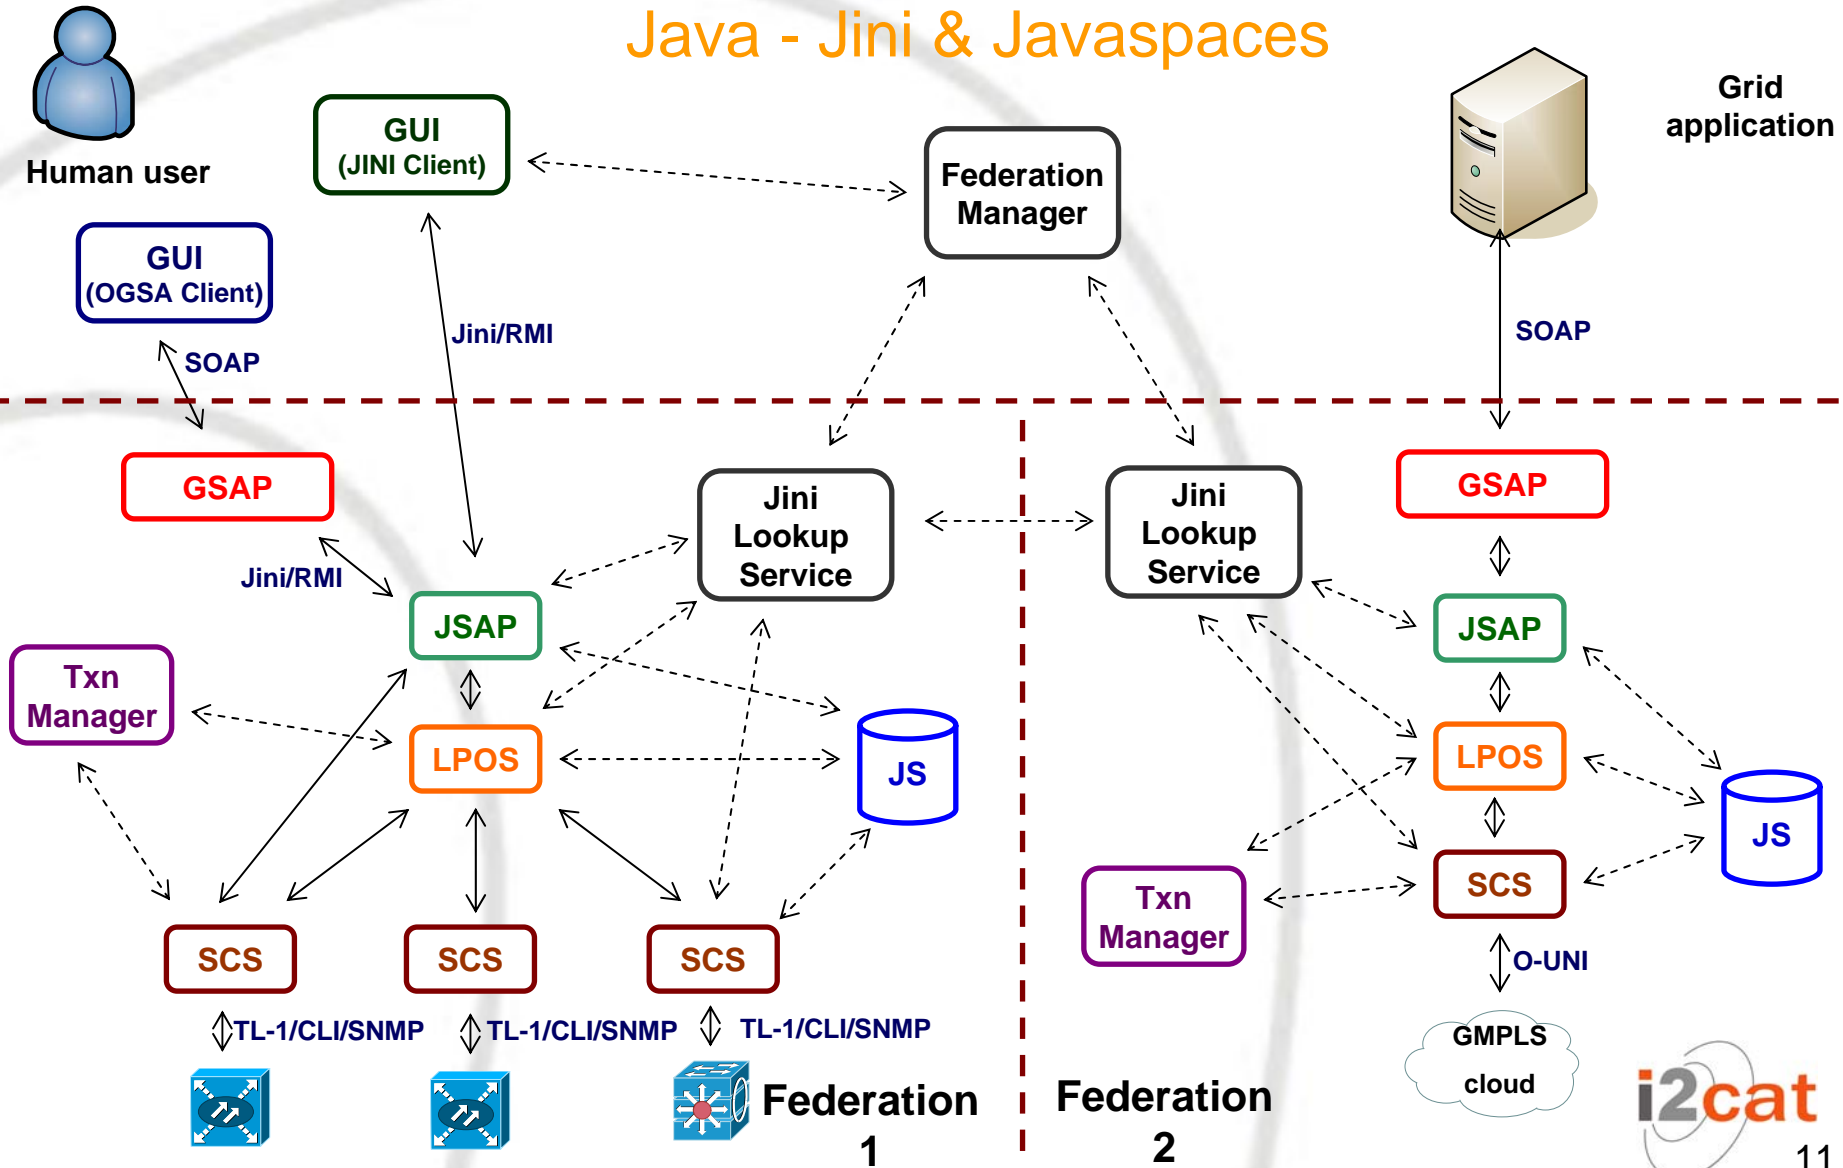 Java - Jini & Javaspaces
Human user
GUI
(JINI Client)
Federation
Manager
Grid
application
GUI
(OGSA Client)
SOAP
Jini/RMI
SOAP
GSAP
Jini/RMI
Jini
Lookup
Service
Jini
Lookup
Service
GSAP
JSAP
JSAP
Txn
Manager
LPOS
JS
LPOS
JS
SCS
Txn
Manager
SCS
SCS
SCS
O-UNI
TL-1/CLI/SNMP
TL-1/CLI/SNMP
TL-1/CLI/SNMP
GMPLS
cloud
Federation
1
Federation
2
i2cat
11